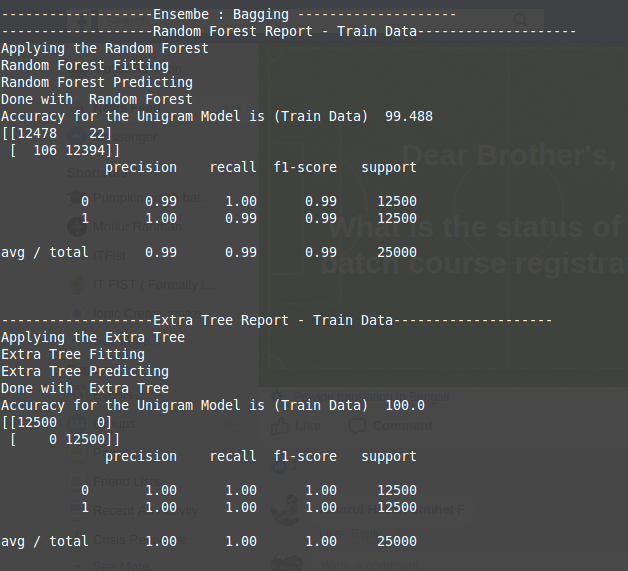 -------------------Ensembe : Bagging --------------------
-------------------Random Forest Report - Train Data--------------------
Applying the Random Forest
Random Forest Fitting
Random Forest Predicting
Done with  Random Forest
Accuracy for the Unigram Model is (Train Data)  99.488
[[12478    22]
 [  106 12394]]
             precision    recall  f1-score   support

          0       0.99      1.00      0.99     12500
          1       1.00      0.99      0.99     12500

avg / total       0.99      0.99      0.99     25000

-------------------Extra Tree Report - Train Data--------------------
Applying the Extra Tree
Extra Tree Fitting
Extra Tree Predicting
Done with  Extra Tree
Accuracy for the Unigram Model is (Train Data)  100.0
[[12500     0]
 [    0 12500]]
             precision    recall  f1-score   support

          0       1.00      1.00      1.00     12500
          1       1.00      1.00      1.00     12500

avg / total       1.00      1.00      1.00     25000
Dear Brother's,
What is the status of
batch course registra
ITFist
IT FIST ( Formally I...
Like
Comment